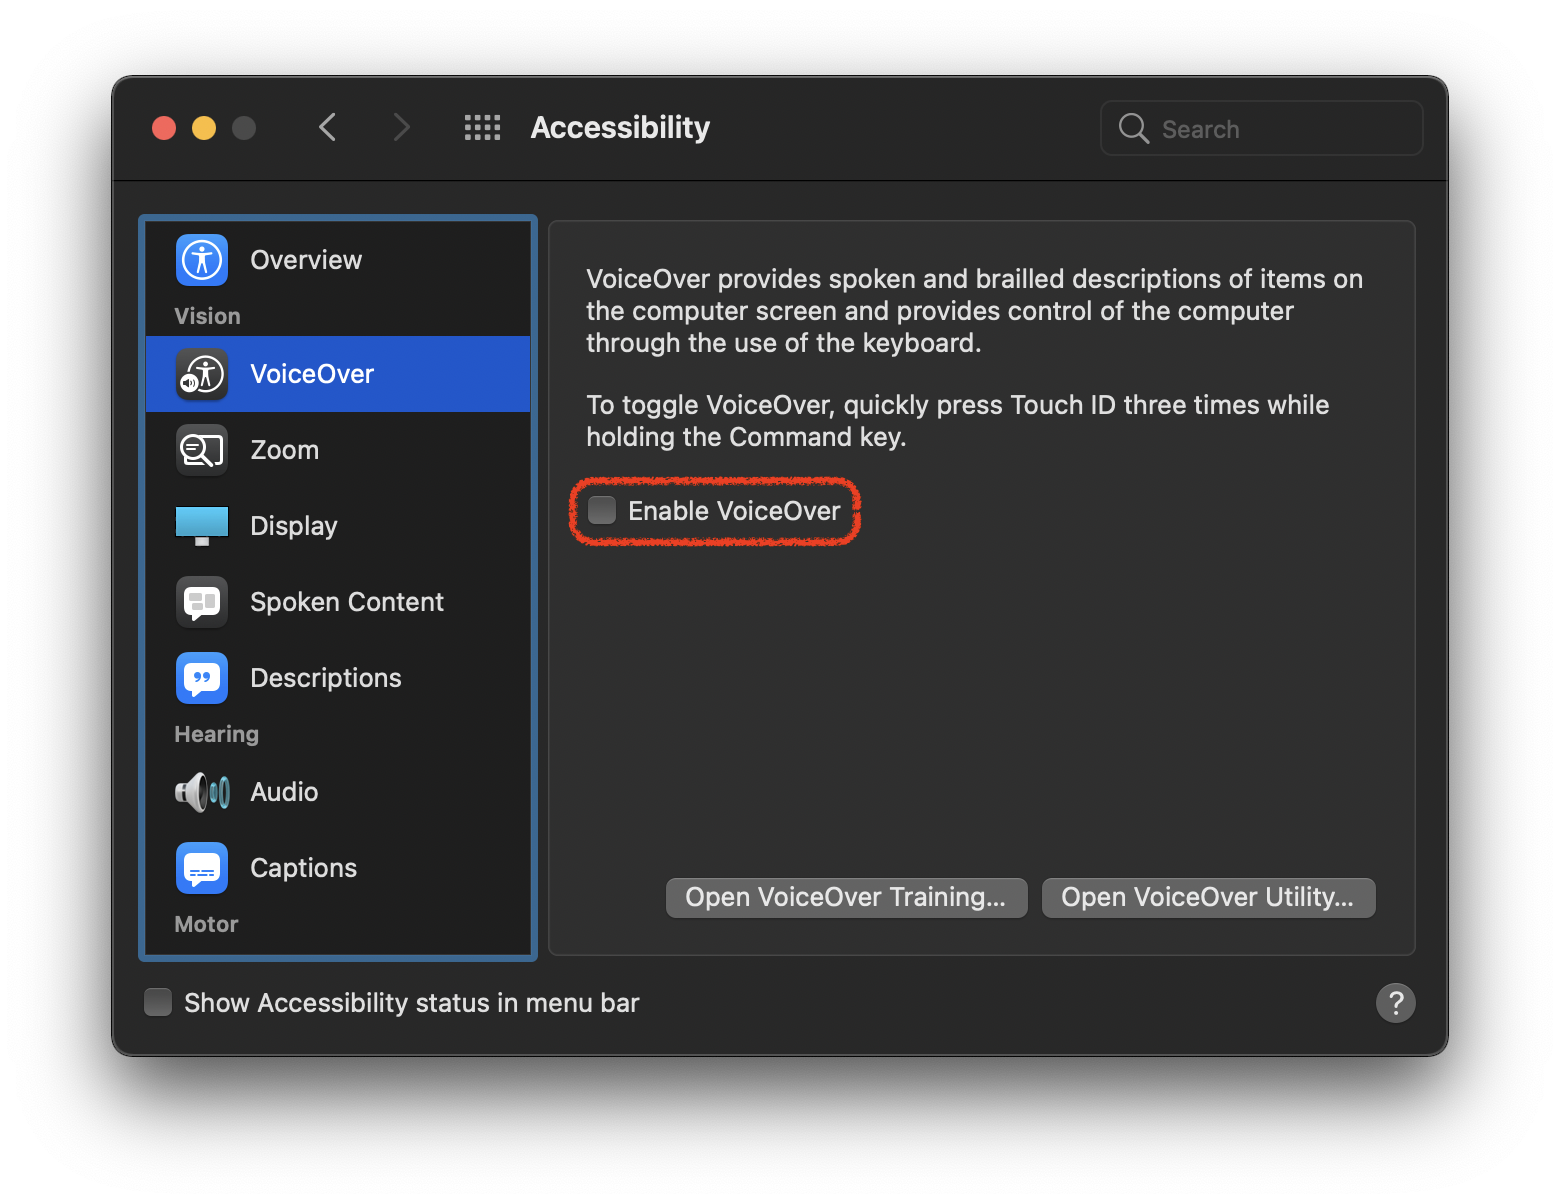 Accessibility
Search
Overview
Vision
VoiceOver
Zoom
Display
Spoken Content
Descriptions
Hearing
Audio
Captions
Motor
VoiceOver provides spoken and brailled descriptions of items on
the computer screen and provides control of the computer
through the use of the keyboard.
To toggle VoiceOver, quickly press Touch ID three times while
holding the Command key.
Enable VoiceOver
Open VoiceOver Training...
Open VoiceOver Utility...
Show Accessibility status in menu bar
?